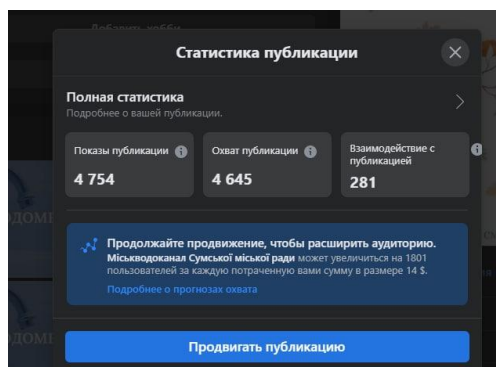 Добавить хобби
Статистика публикации
Полная статистика
Подробнее о вашей публикации.
Показы публикации
Охват публикации
Взаимодействие с
публикацией
4 754
4 645
281
Продолжайте продвижение, чтобы расширить аудиторию.
Міськводоканал Сумської міської ради может увеличиться на 1801
пользователей за каждую потраченную вами сумму в размере 14 $.
Подробнее о прогнозах охвата
Продвигать публикацию